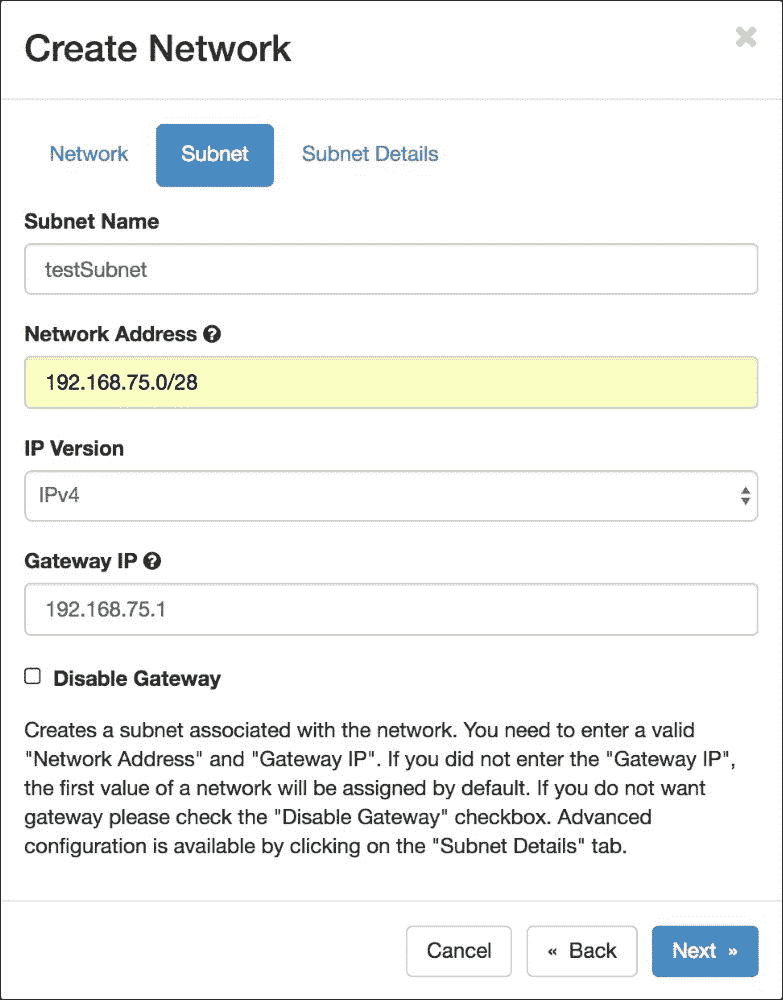 Create Network
Network Subnet Subnet Details
Subnet Name
testSubnet
Network Address
192.168.75.0/28
IP Version
IPv4
Gateway IP
192.168.75.1
Disable Gateway
Creates a subnet associated with the network. You need to enter a valid
"Network Address" and "Gateway IP". If you did not enter the "Gateway IP",
the first value of a network will be assigned by default. If you do not want
gateway please check the "Disable Gateway" checkbox. Advanced
configuration is available by clicking on the "Subnet Details" tab.
Cancel « Back Next »